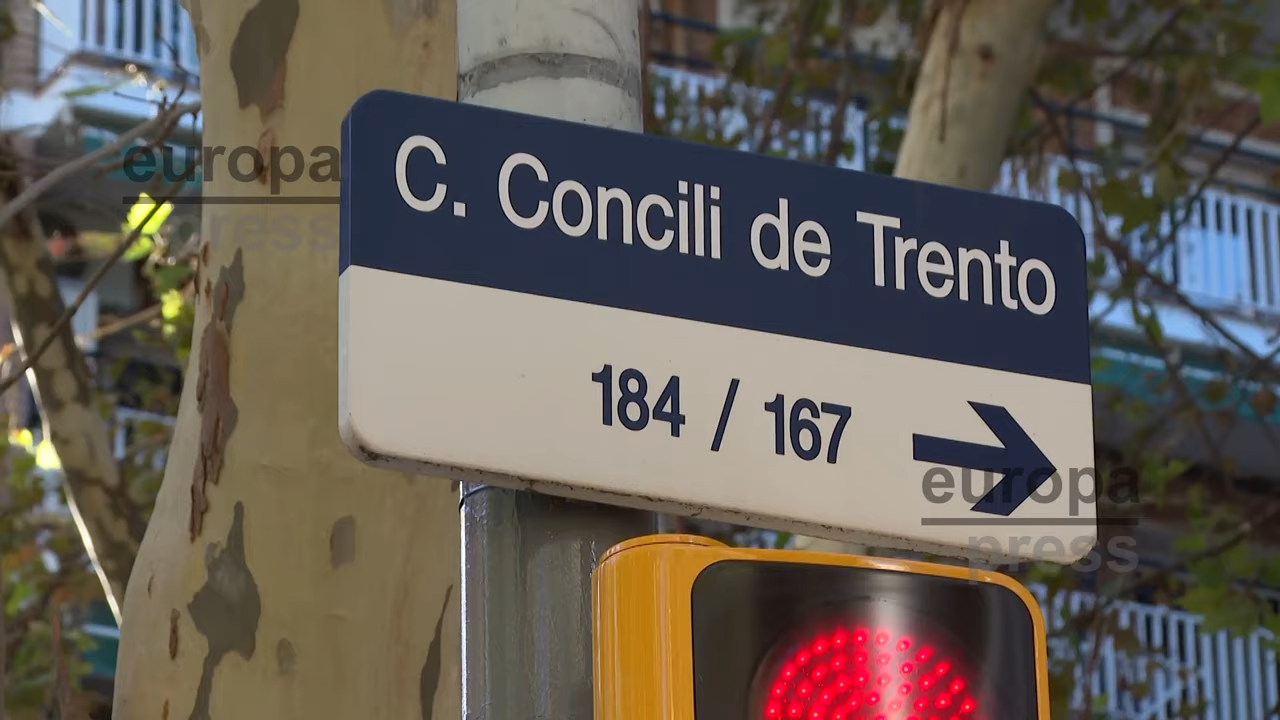 europa
press
C. Concili de Trento
184 / 167
europa
press